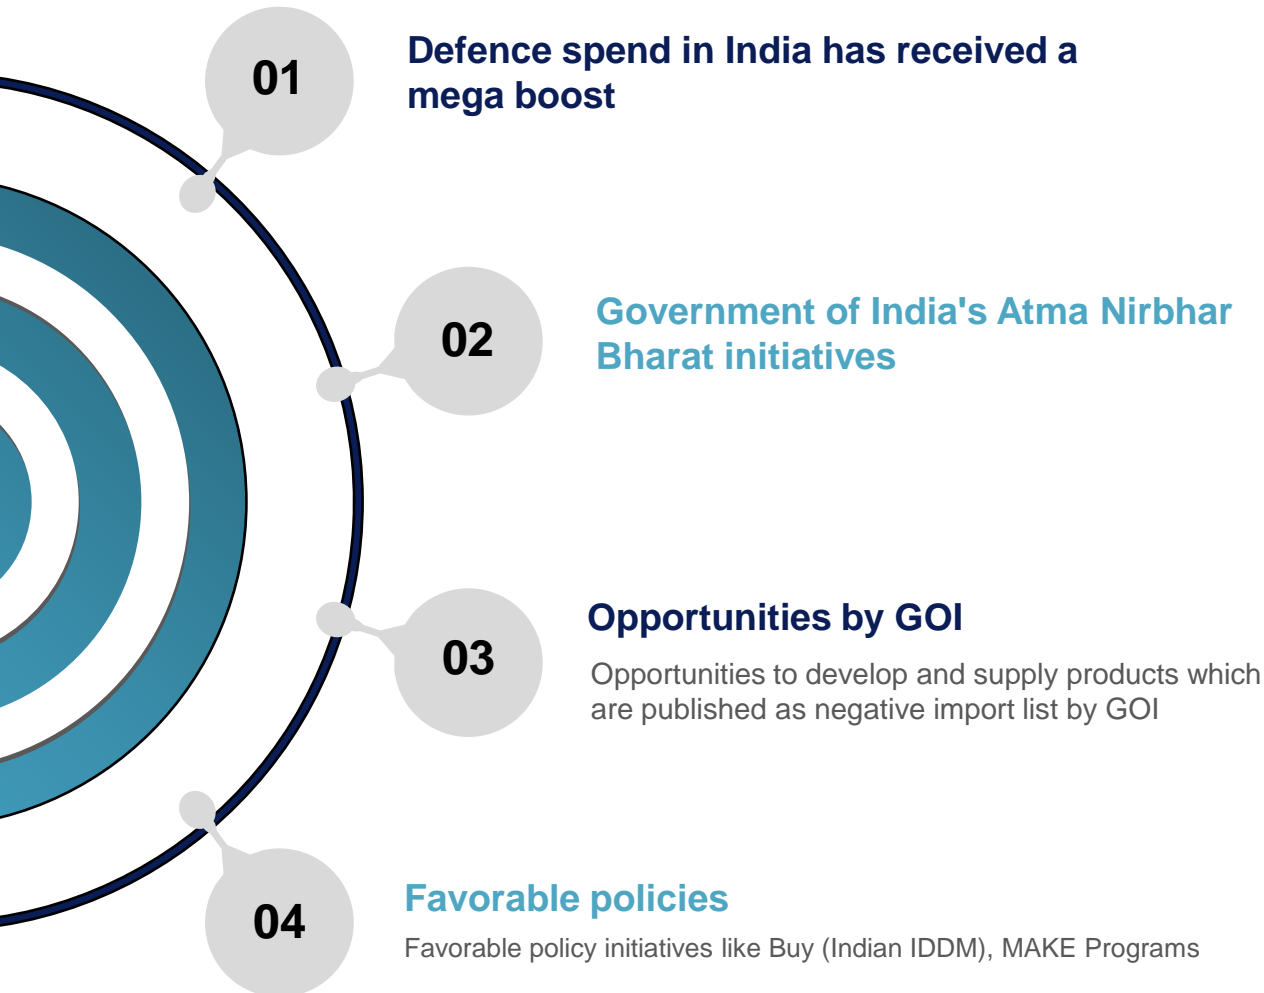 01
Defence spend in India has received a
mega boost
02
Government of India's Atma Nirbhar
Bharat initiatives
03
Opportunities by GOI
Opportunities to develop and supply products which
are published as negative import list by GOI
04
Favorable policies
Favorable policy initiatives like Buy (Indian IDDM), MAKE Programs